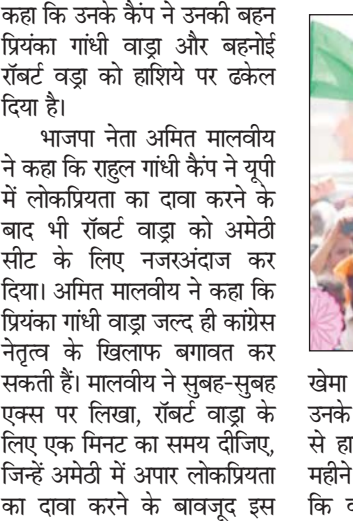 कहा कि उनके कैंप ने उनकी बहन
प्रियंका गांधी वाड्रा और बहनोई
रॉबर्ट वड्रा को हाशिये पर ढकेल
दिया है।
भाजपा नेता अमित मालवीय
ने कहा कि राहुल गांधी कैंप ने यूपी
में लोकप्रियता का दावा करने के
बाद भी रॉबर्ट वाड्रा को अमेठी
सीट के लिए नजरअंदाज कर
दिया। अमित मालवीय ने कहा कि
प्रियंका गांधी वाड्रा जल्द ही कांग्रेस
नेतृत्व के खिलाफ बगावत कर
सकती हैं। मालवीय ने सुबह-सुबह
एक्स पर लिखा, रॉबर्ट वाड्रा के
लिए एक मिनट का समय दीजिए,
जिन्हें अमेठी में अपार लोकप्रियता
का दावा करने के बावजूद इस
खेमा
उनके
से हा
महीने
कि